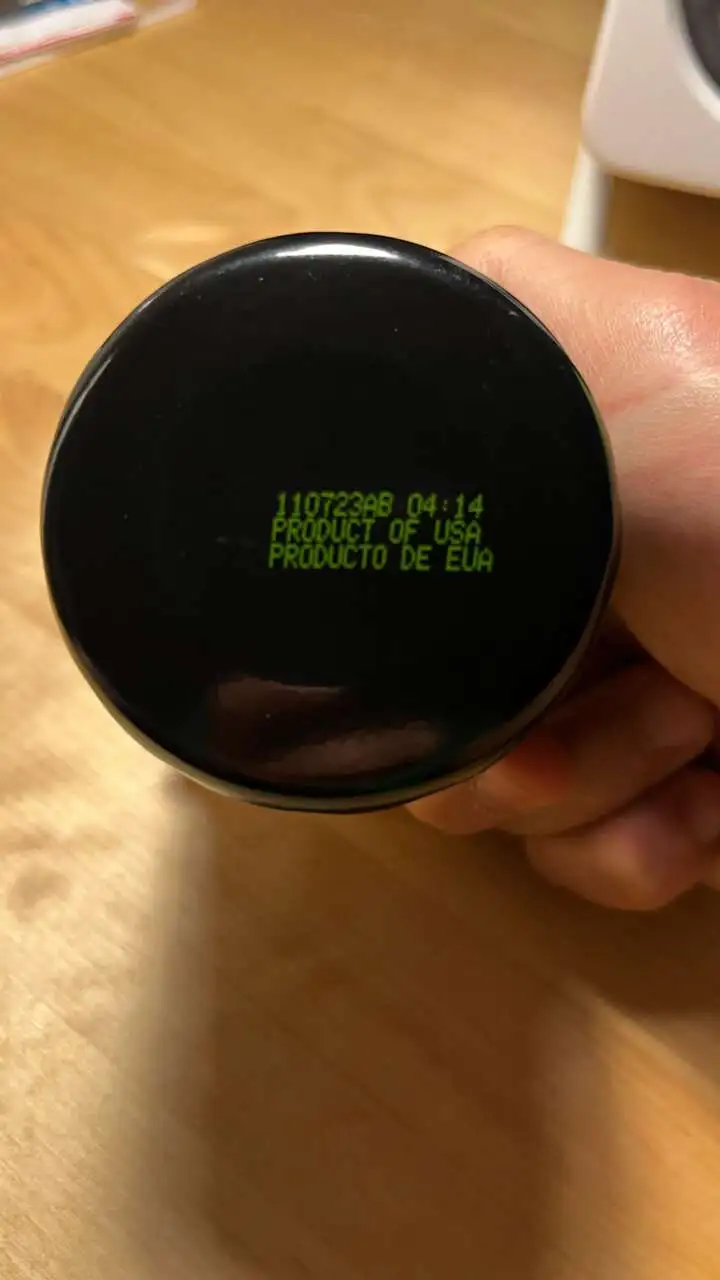 110723AB 04:14
PRODUCT OF USA
PRODUCTO DE EUA